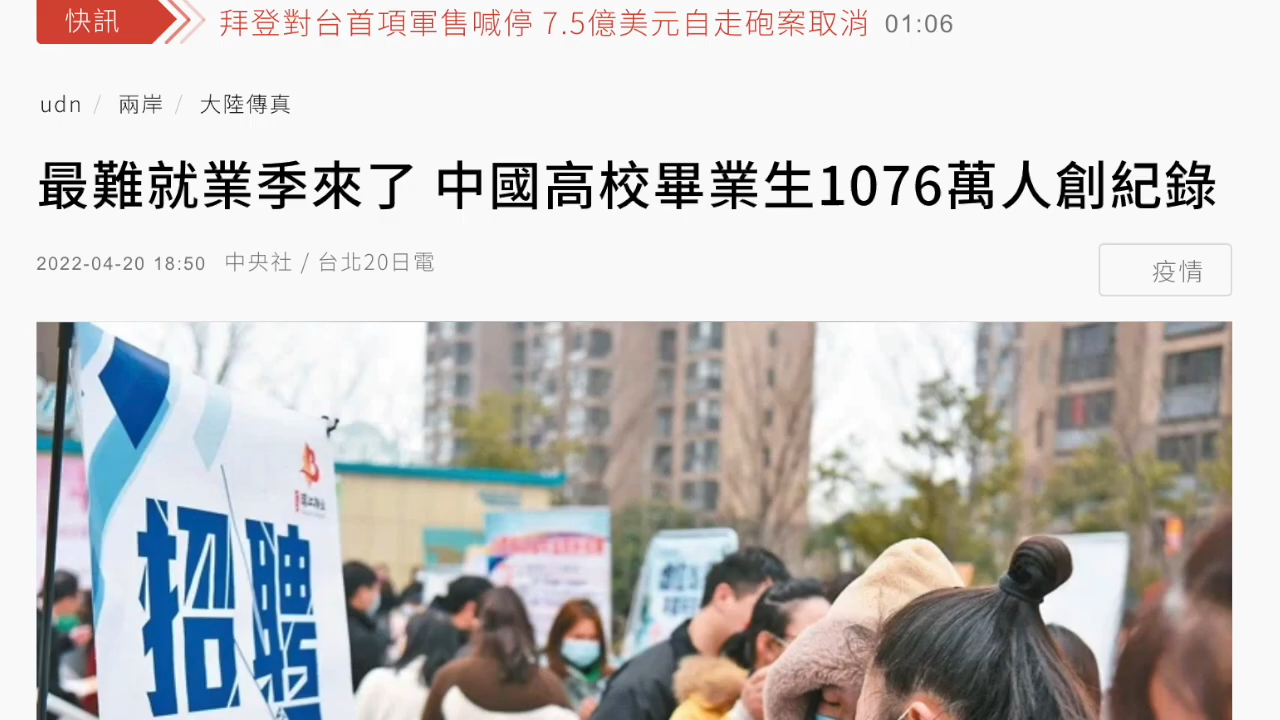 快訊 拜登對台首項軍售喊停 7.5億美元自走砲案取消 01:06
udn / 兩岸 / 大陸傳真
最難就業季來了 中國高校畢業生1076萬人創紀錄
2022-04-20 18:50 中央社 / 台北20日電
疫情
招聘